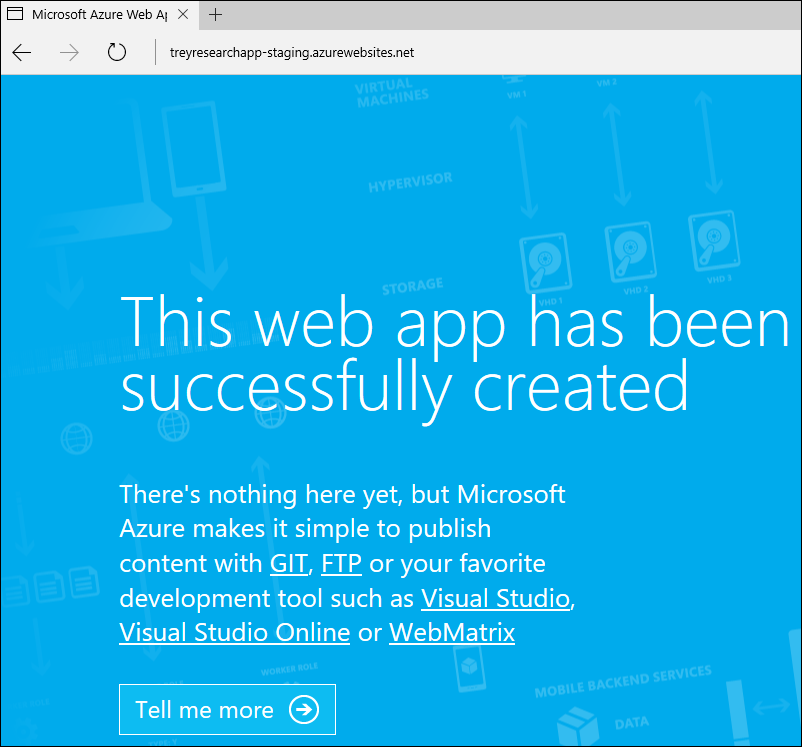 Microsoft Azure Web Ap
treyresearchapp-staging.azurewebsites.net
VIRTUAL
MACHINES
VM 1
VM 2
HYPERVISOR
STORAGE
VHD 1
VHD 2
VHD 3
This web app has been
successfully created
There's nothing here yet, but Microsoft
Azure makes it simple to publish
content with GIT, FTP or your favorite
development tool such as Visual Studio,
Visual Studio Online or WebMatrix
WORKER ROLE
MOBILE BACKEND SERVICES
Tell me more
DATA